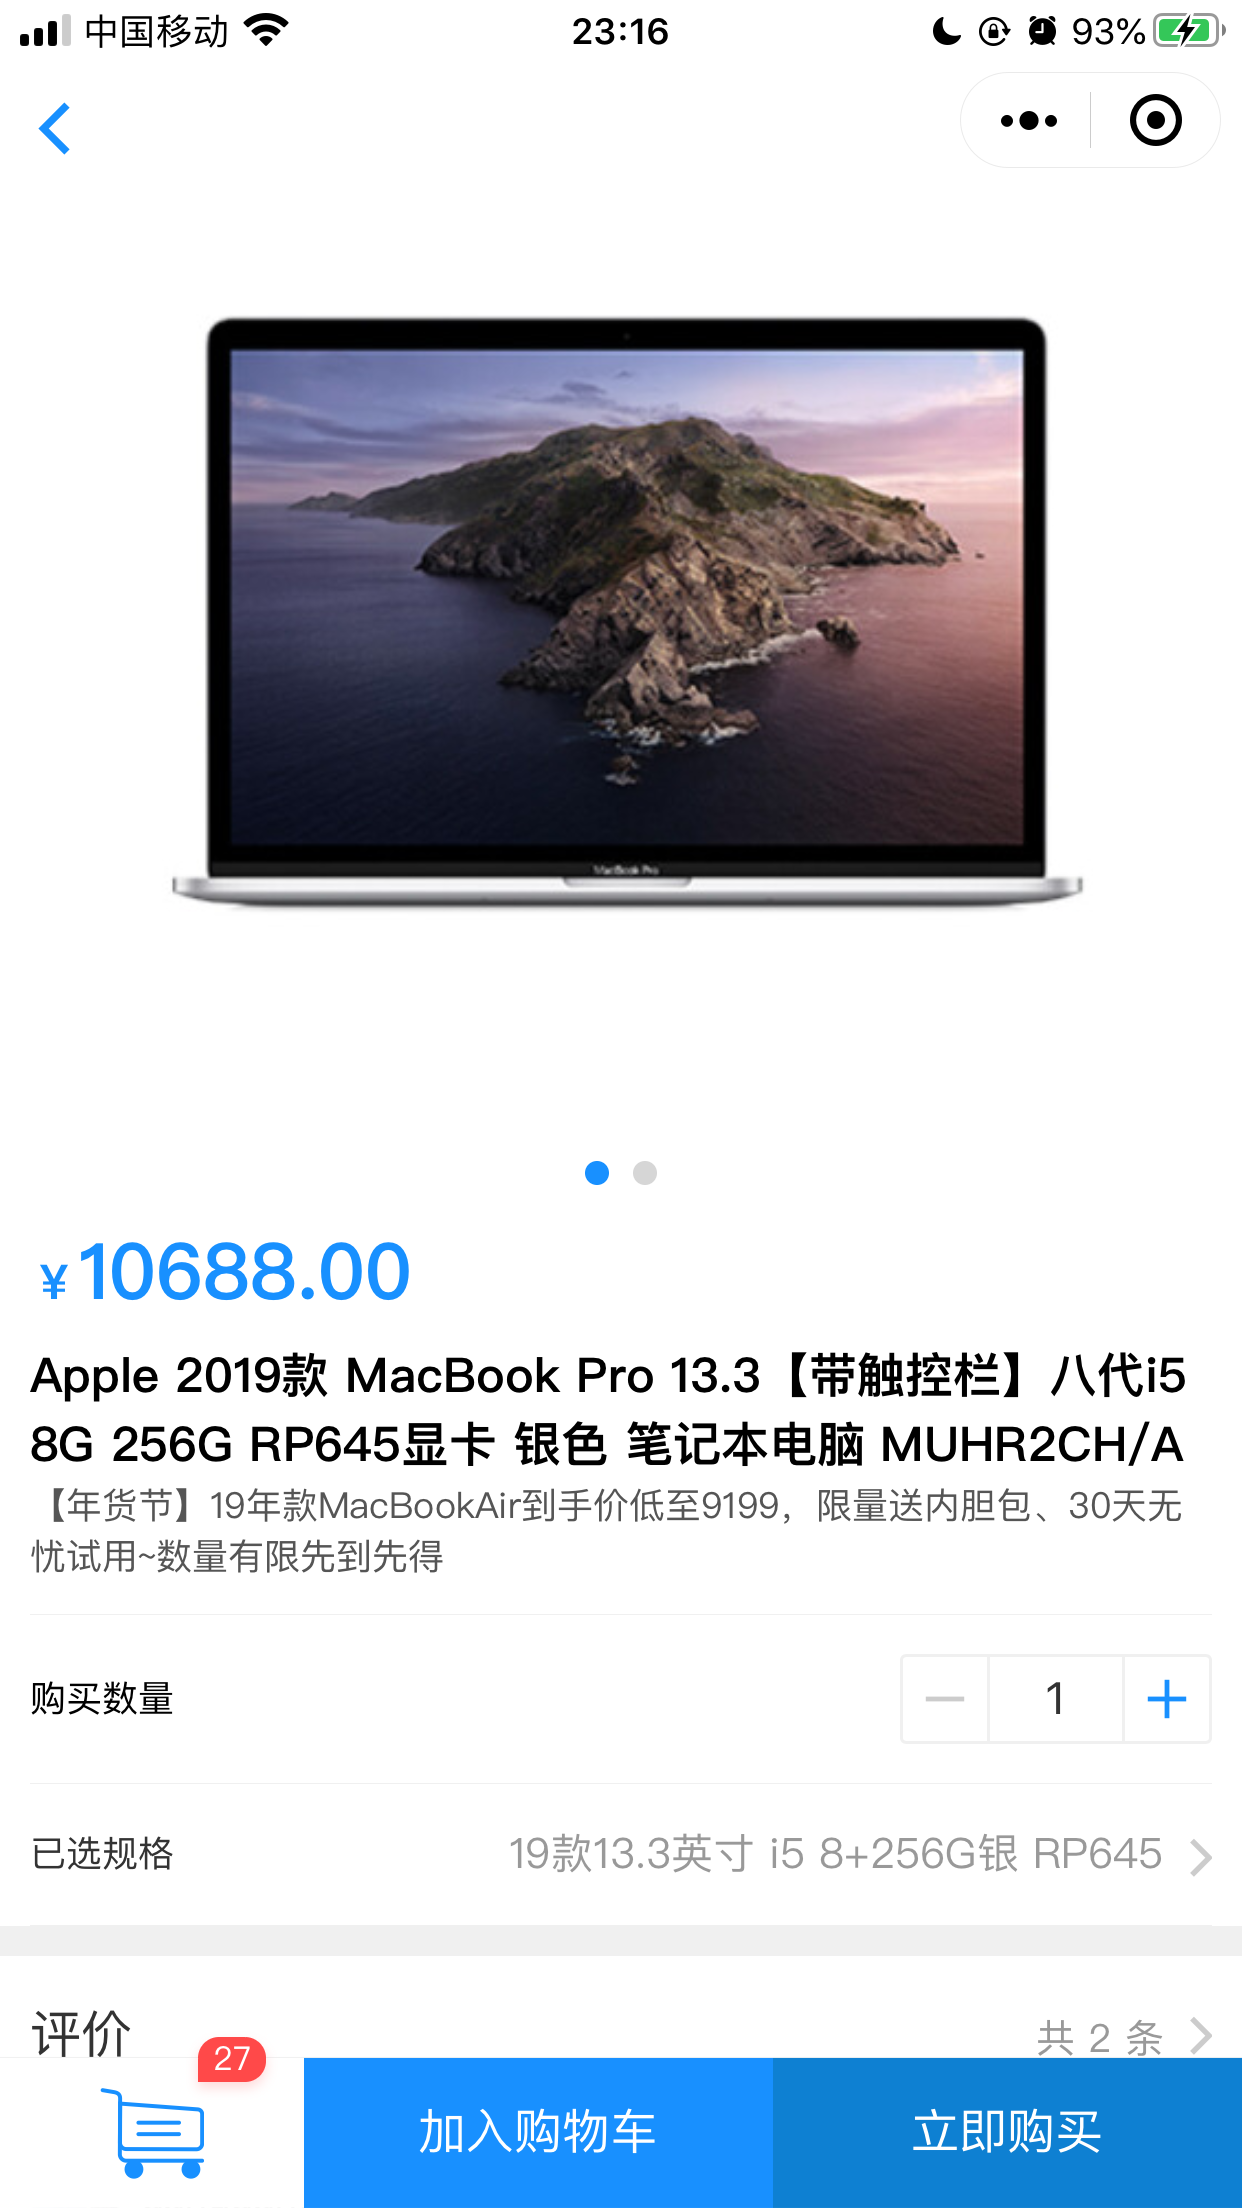 中国移动
23:16
93%
MacBook Pro
¥10688.00
Apple 2019款 MacBook Pro 13.3【带触控栏】八代i5
8G 256G RP645显卡 银色 笔记本电脑 MUHR2CH/A
【年货节】19年款MacBookAir到手价低至9199，限量送内胆包、30天无
忧试用~数量有限先到先得
购买数量
1
已选规格
19款13.3英寸 i5 8+256G银 RP645
评价
共 2 条
27
加入购物车
立即购买